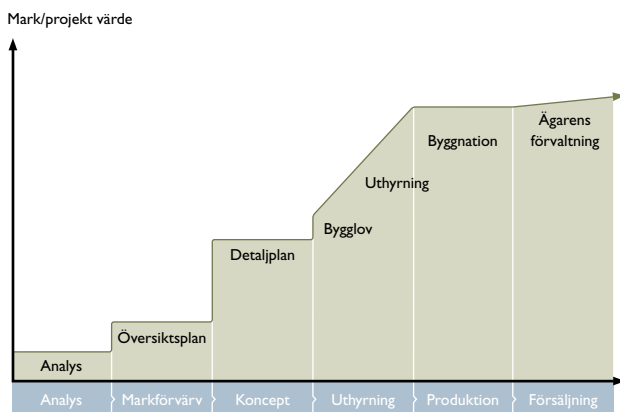 Mark/projekt värde
Ägarens
förvaltning
Byggnation
Uthyrning
Bygglov
Detaljplan
Översiktsplan
Analys
Analys Markförvärv Koncept Uthyrning Produktion Försäljning